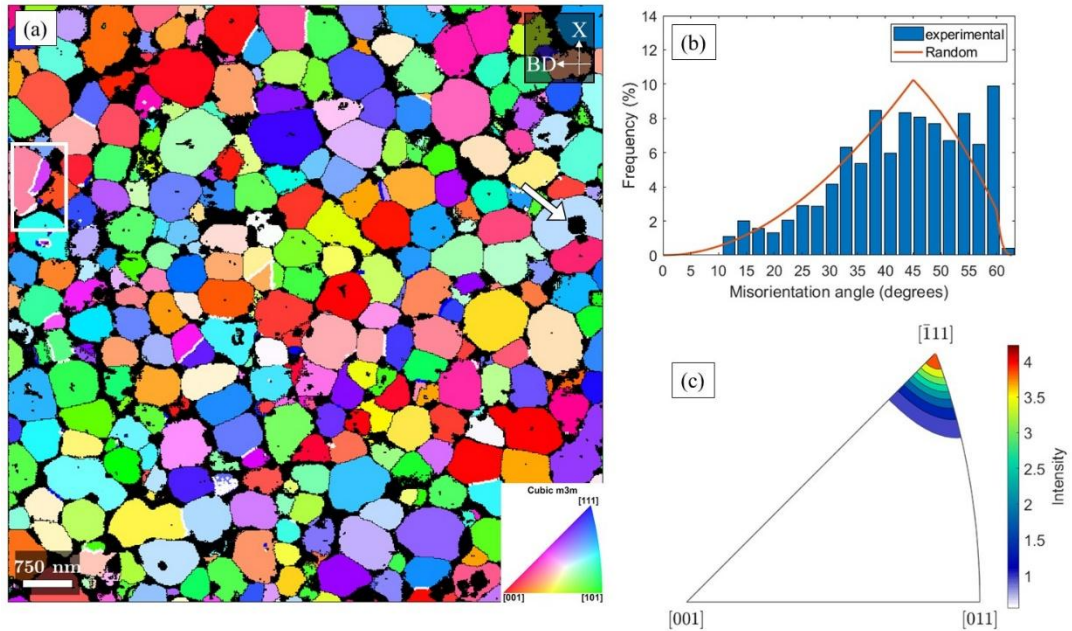 (a)
X
BD
750 nm
Cubic m3m
[111]
[001]
[101]
(b)
14
12
10
8
6
4
2
0
Frequency (%)
experimental
Random
0 5 10 15 20 25 30 35 40 45 50 55 60
Misorientation angle (degrees)
(c)
[1̄11]
[001]
[011]
4
3.5
3
2.5
2
1.5
1
Intensity